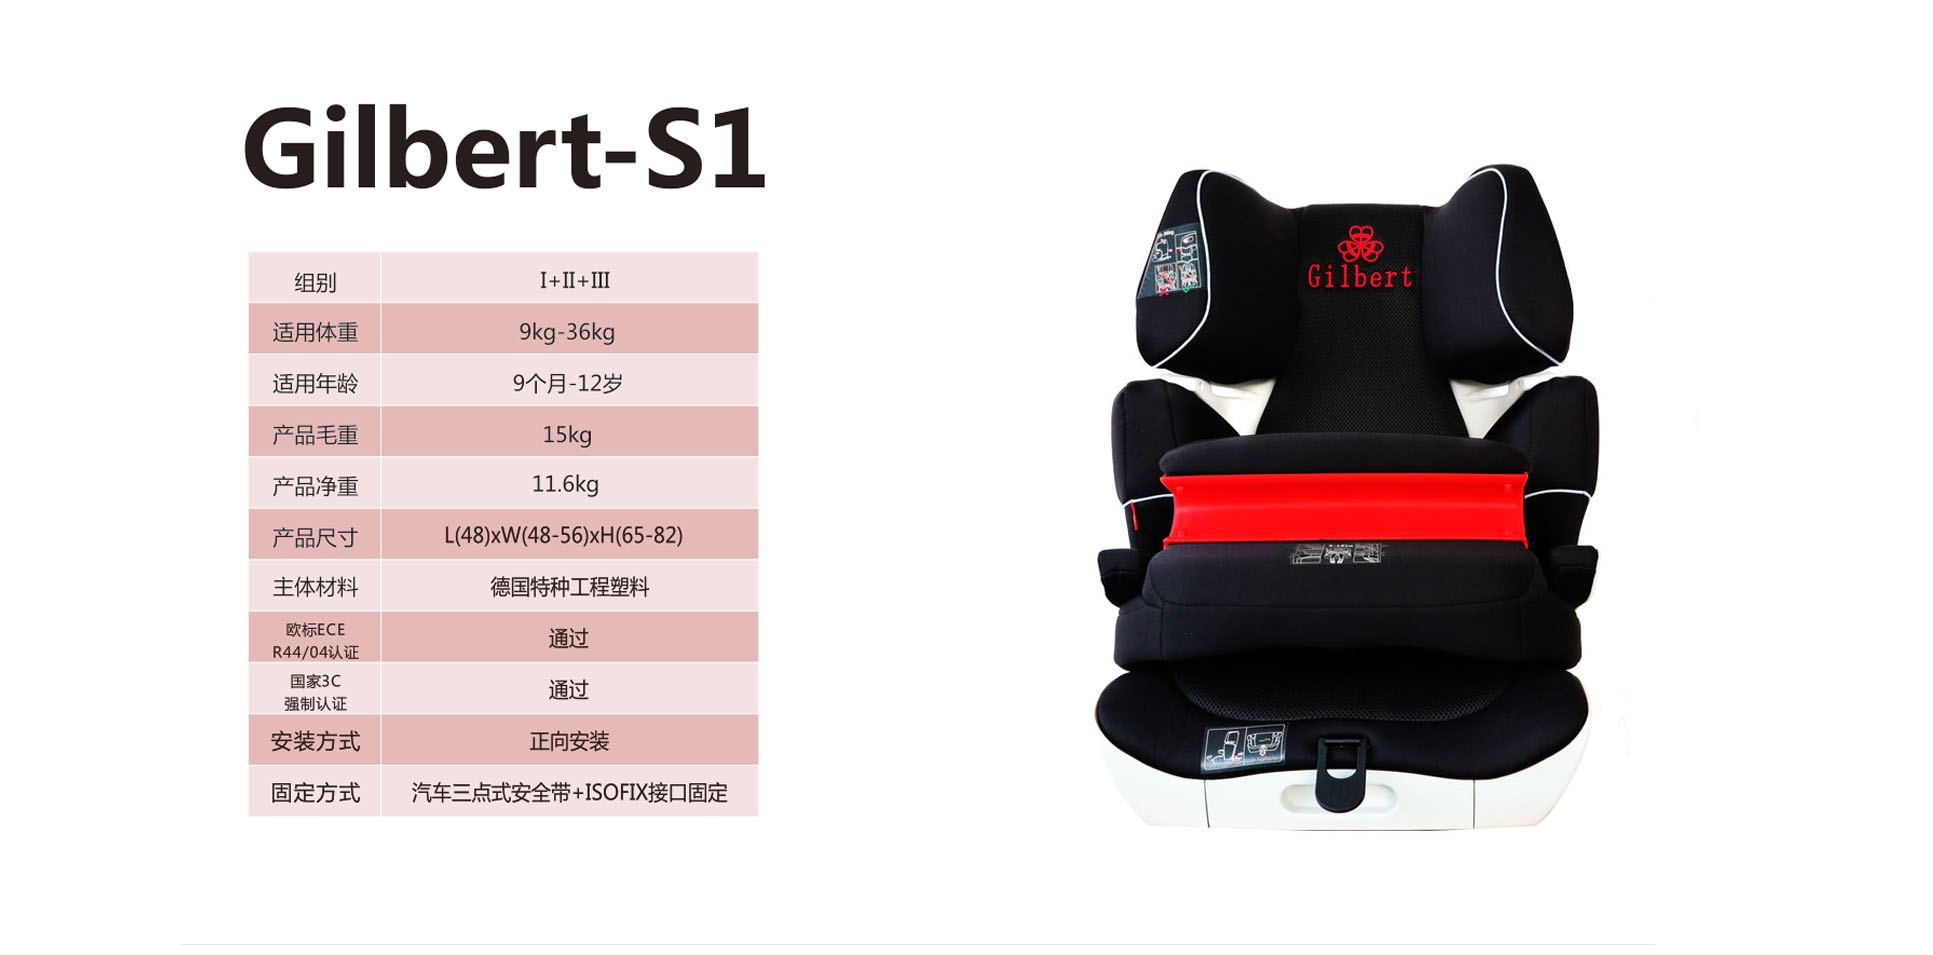 Gilbert-S1
组别 I+II+III
适用体重 9kg-36kg
适用年龄 9个月-12岁
产品毛重 15kg
产品净重 11.6kg
产品尺寸 L(48)xW(48-56)xH(65-82)
主体材料 德国特种工程塑料
欧标ECE
R44/04认证 通过
国家3C
强制认证 通过
安装方式 正向安装
固定方式 汽车三点式安全带+ISOFIX接口固定
Gilbert